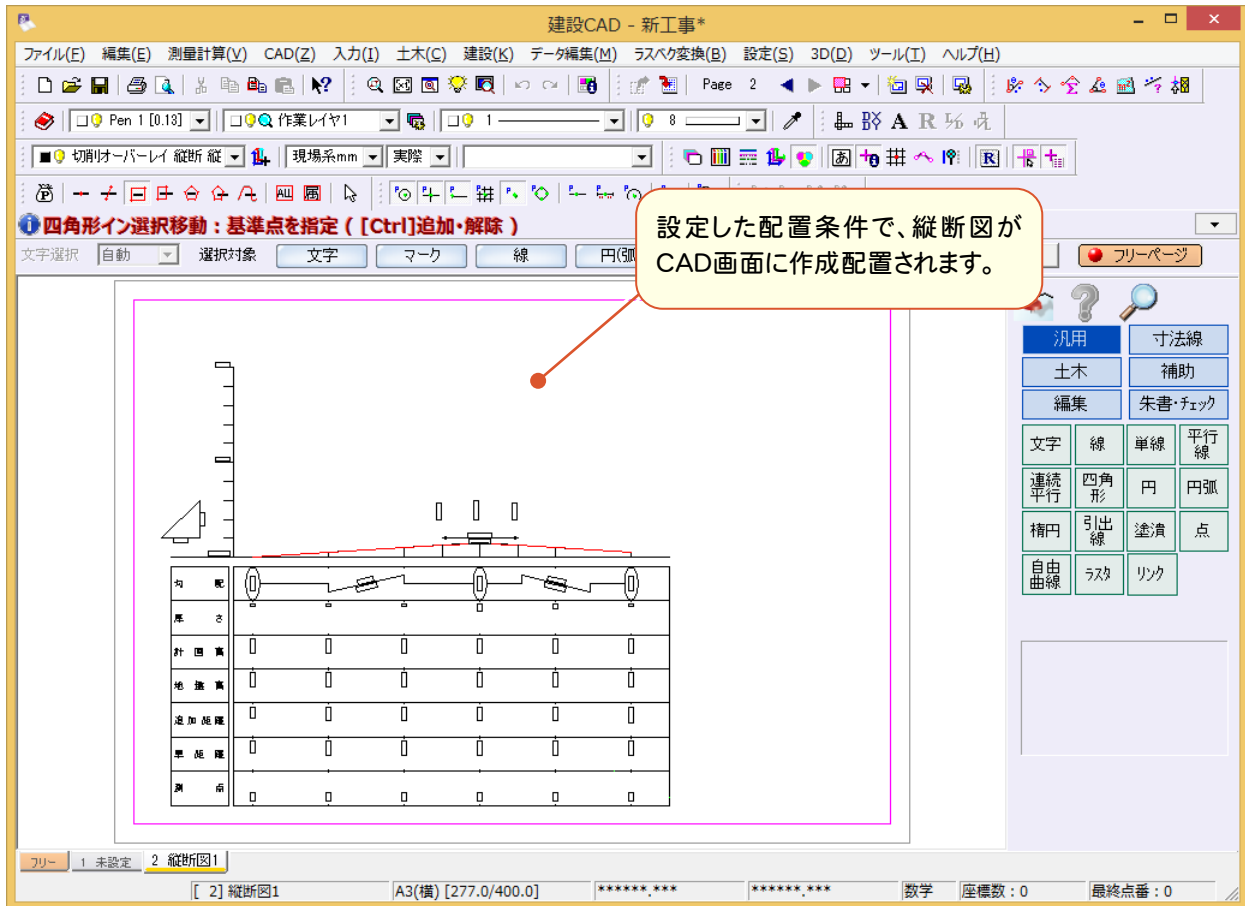 建設CAD - 新工事*
ファイル(F) 編集(E) 測量計算(V) CAD(Z) 入力(I) 土木(C) 建設(K) データ編集(M) ラスベク変換(B) 設定(S) 3D(D) ツール(T) ヘルプ(H)
Page 2
Pen 1 [0.13] 作業レイヤ1 1 8
切削オーバーレイ 縦断 縦 現場系mm 実際
四角形イン選択移動：基準点を指定 ( [Ctrl]追加・解除 )
文字選択 自動 選択対象 文字 マーク 線 円(弧 フリーページ
設定した配置条件で、縦断図が
CAD画面に作成配置されます。
汎用 寸法線
土木 補助
編集 朱書・チェック
文字 線 単線 平行線
連続平行 四角形 円 円弧
楕円 引出線 塗潰 点
自由曲線 ラスタ リンク
勾配
厚さ
計画高
地盤高
追加距離
単距離
測点
フリー 1 未設定 2 縦断図1
[ 2] 縦断図1 A3(横) [277.0/400.0] ******.*** ******.*** 数学 座標数：0 最終点番：0